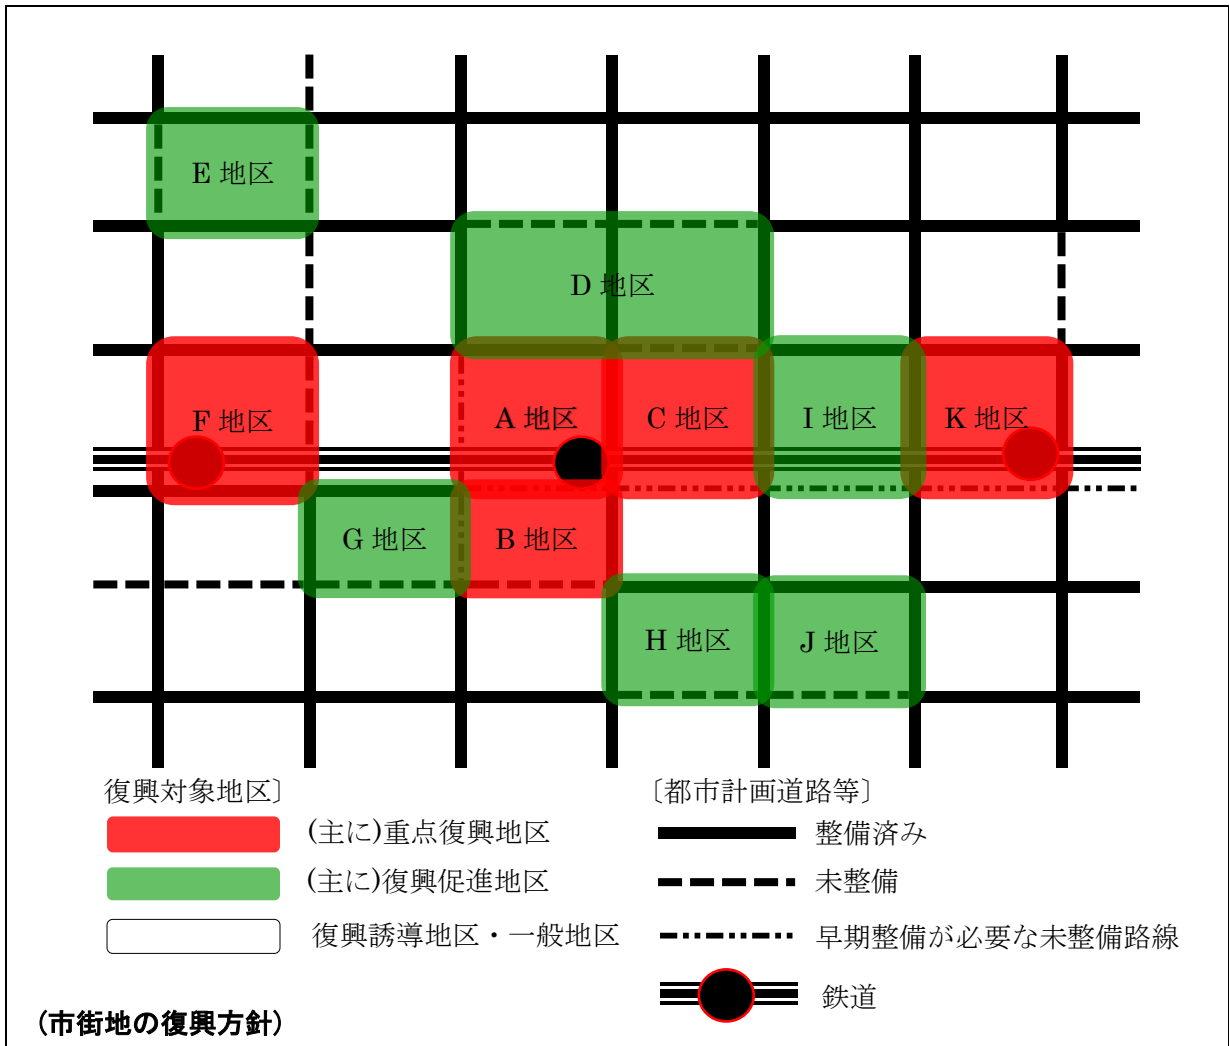 E 地区
D 地区
F 地区
A 地区
C 地区
I 地区
K 地区
G 地区
B 地区
H 地区
J 地区
復興対象地区〕
(主に)重点復興地区
(主に)復興促進地区
復興誘導地区・一般地区
〔都市計画道路等〕
整備済み
未整備
早期整備が必要な未整備路線
鉄道
(市街地の復興方針)